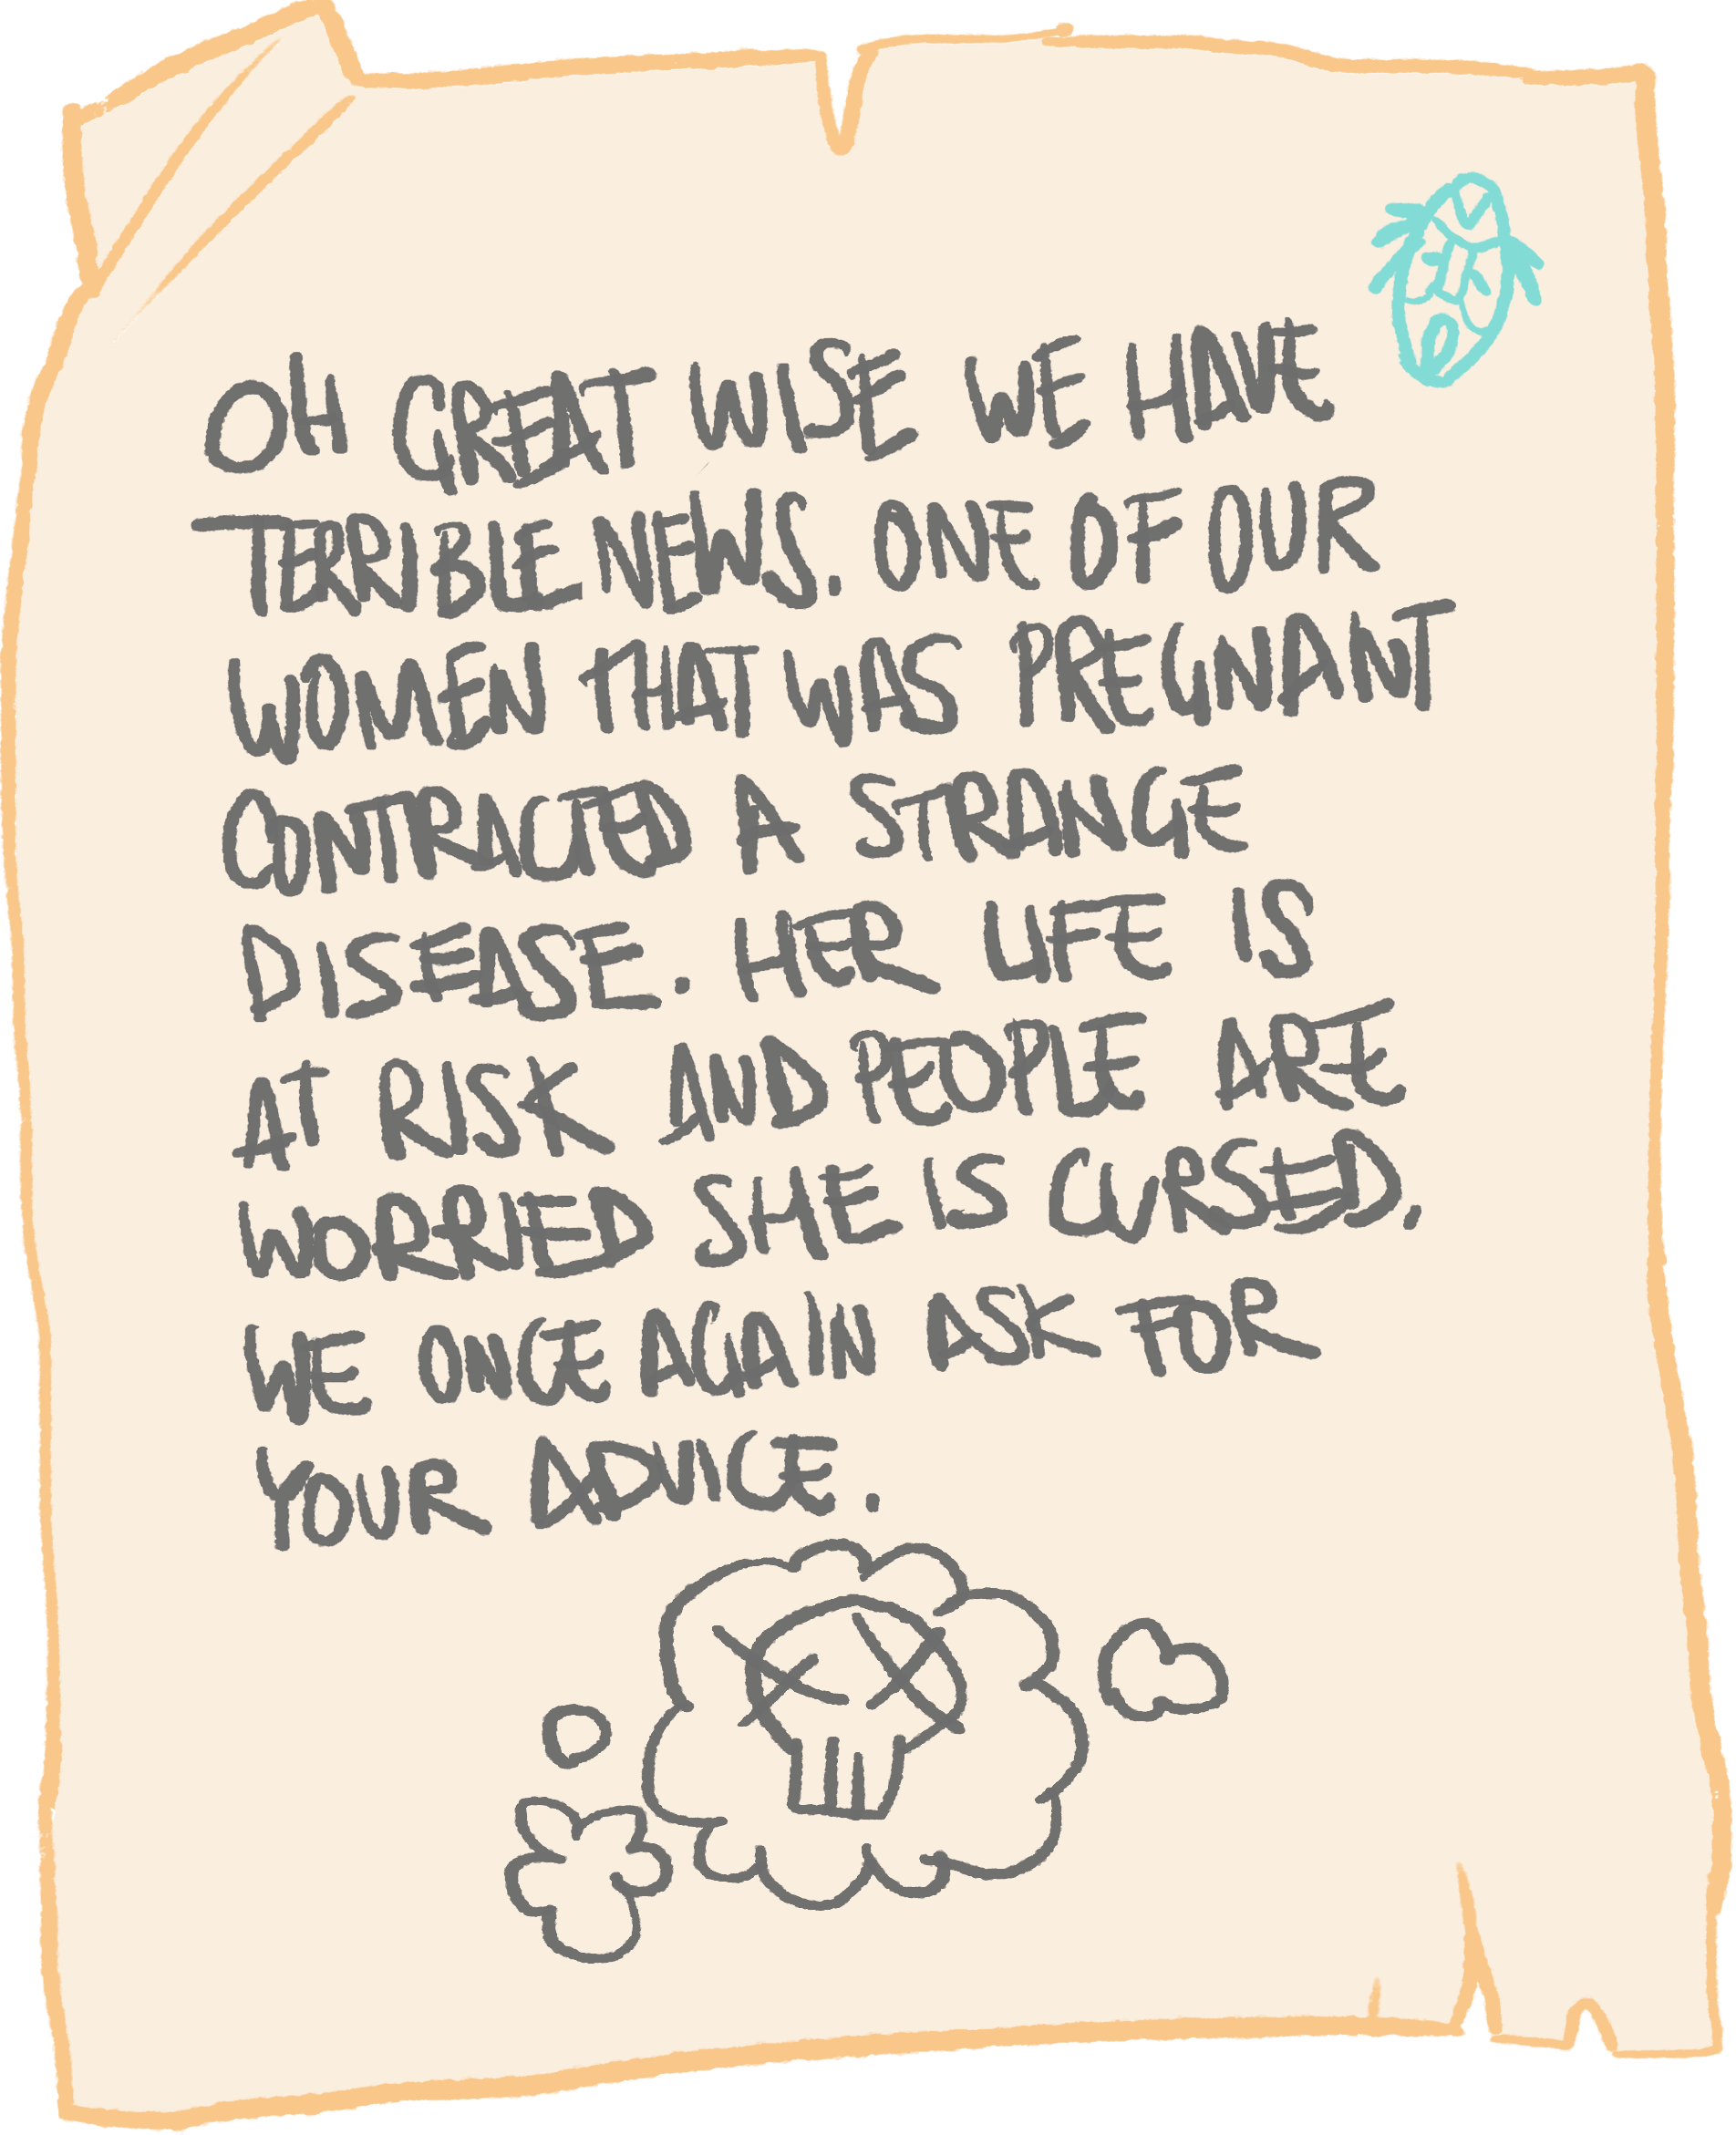 OH GREAT WISE WE HAVE
TERRIBLE NEWS. ONE OF OUR
WOMEN THAT WAS PREGNANT
CONTRACTED A STRANGE
DISEASE. HER LIFE IS
AT RISK AND PEOPLE ARE
WORRIED SHE IS CURSED.
WE ONCE AGAIN ASK FOR
YOUR ADVICE.